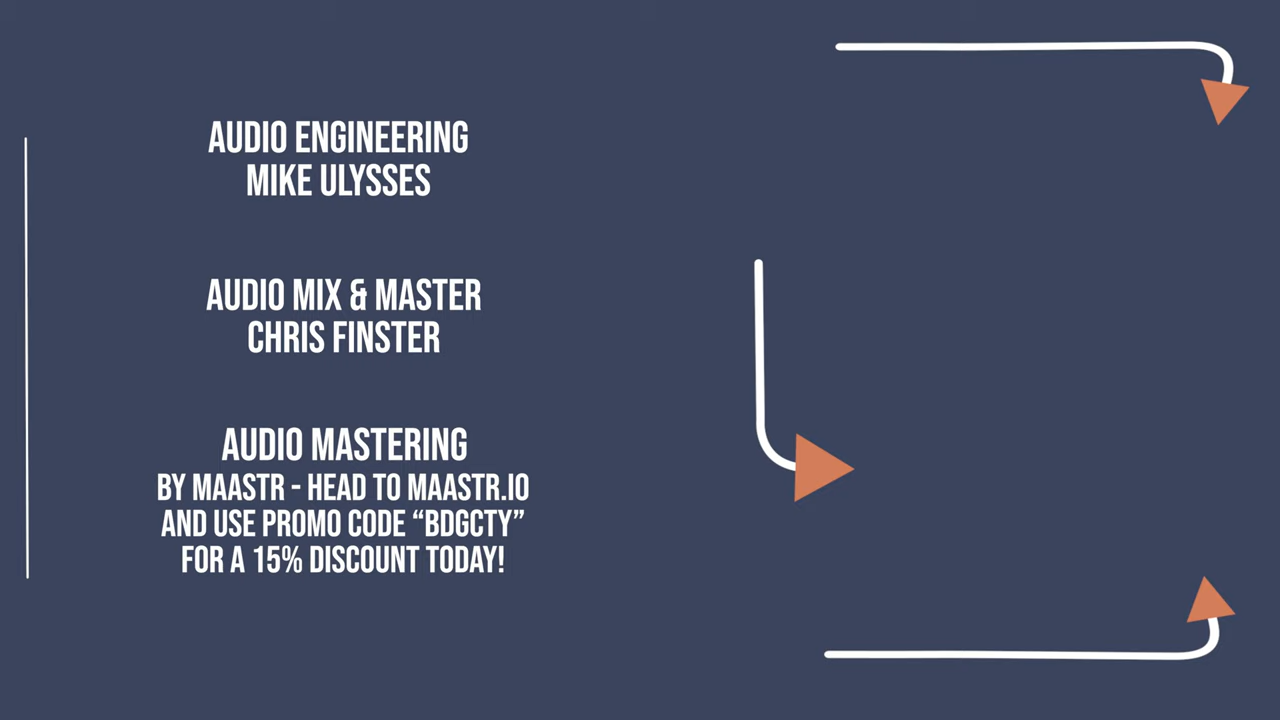 AUDIO ENGINEERING
MIKE ULYSSES
AUDIO MIX & MASTER
CHRIS FINSTER
AUDIO MASTERING
BY MAASTR - HEAD TO MAASTR.IO
AND USE PROMO CODE “BDGCTY”
FOR A 15% DISCOUNT TODAY!